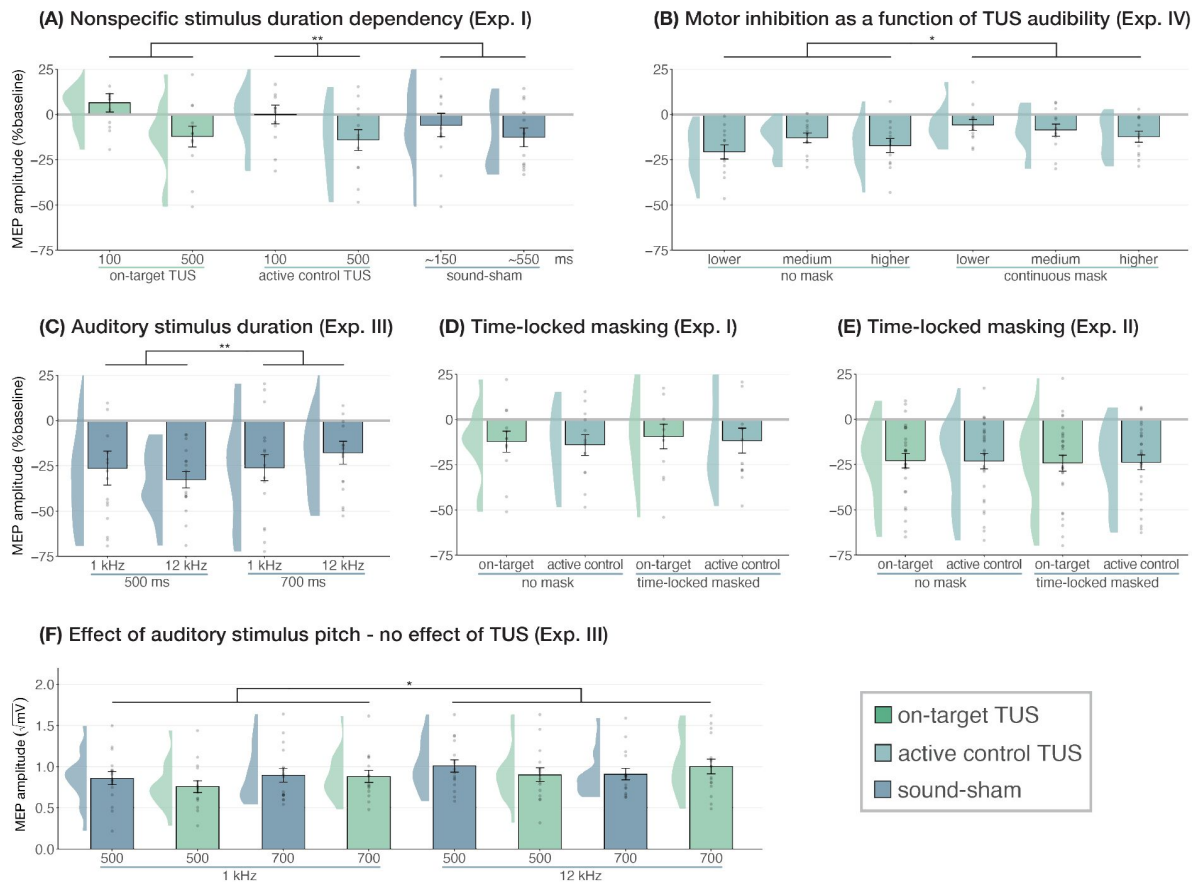 (A) Nonspecific stimulus duration dependency (Exp. I)
**
MEP amplitude (%baseline)
25
0
−25
−50
−75
100 500 100 500 ~150 ~550 ms
on-target TUS active control TUS sound-sham
(B) Motor inhibition as a function of TUS audibility (Exp. IV)
*
25
0
−25
−50
−75
lower medium higher lower medium higher
no mask continuous mask
(C) Auditory stimulus duration (Exp. III)
**
MEP amplitude (%baseline)
25
0
−25
−50
−75
1 kHz 12 kHz 1 kHz 12 kHz
500 ms 700 ms
(D) Time-locked masking (Exp. I)
25
0
−25
−50
−75
on-target active control on-target active control
no mask time-locked masked
(E) Time-locked masking (Exp. II)
25
0
−25
−50
−75
on-target active control on-target active control
no mask time-locked masked
(F) Effect of auditory stimulus pitch - no effect of TUS (Exp. III)
*
MEP amplitude (√mV)
2.0
1.5
1.0
0.5
0.0
500 500 700 700 500 500 700 700
1 kHz 12 kHz
on-target TUS
active control TUS
sound-sham